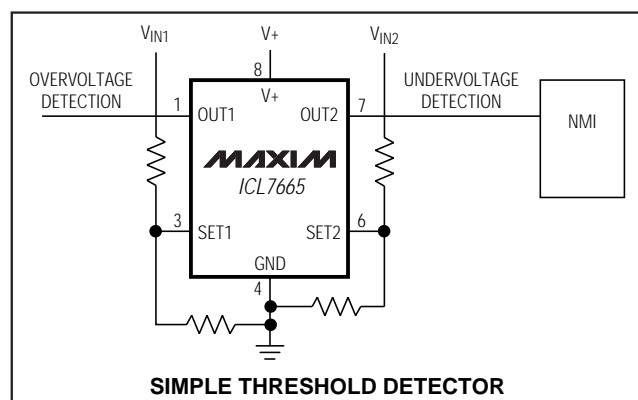 VIN1 V+ VIN2
OVERVOLTAGE
DETECTION
8
V+
UNDERVOLTAGE
DETECTION
1 OUT1 OUT2 7
NMI
MAXIM
ICL7665
3 SET1 SET2 6
GND
4
SIMPLE THRESHOLD DETECTOR